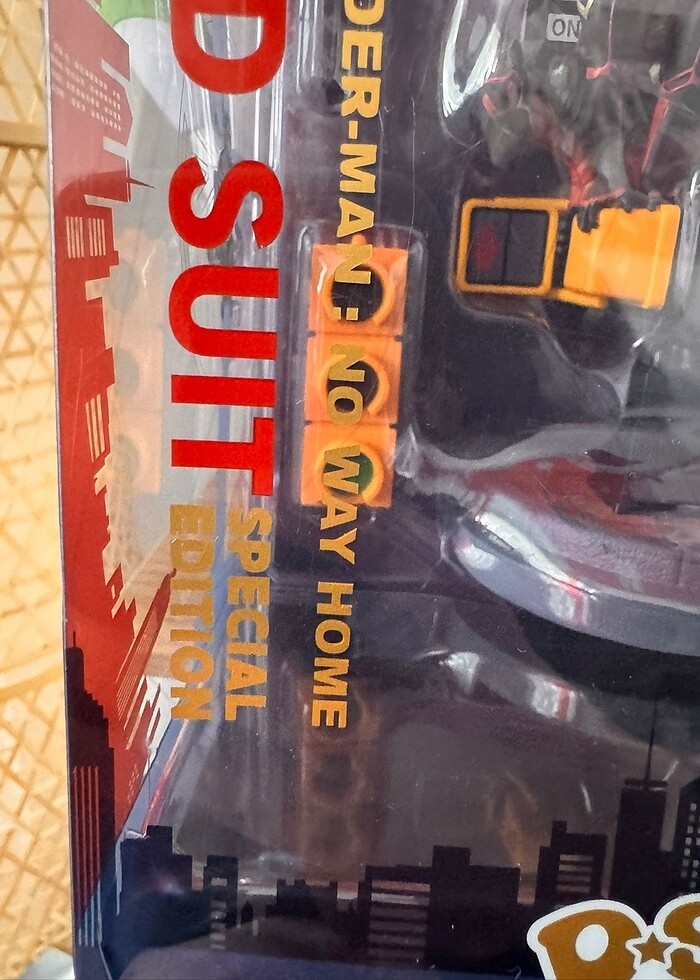 D SUIT
SPECIAL
EDITION
DER-MAN: NO WAY HOME
ON